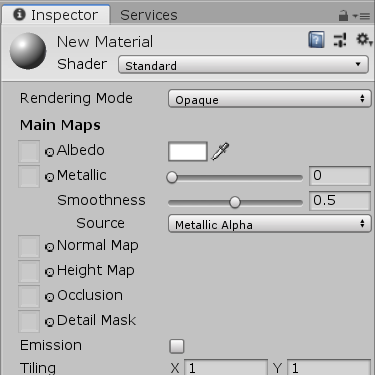 Inspector Services
New Material
Shader Standard
Rendering Mode Opaque
Main Maps
Albedo
Metallic 0
Smoothness 0.5
Source Metallic Alpha
Normal Map
Height Map
Occlusion
Detail Mask
Emission
Tiling X 1 Y 1